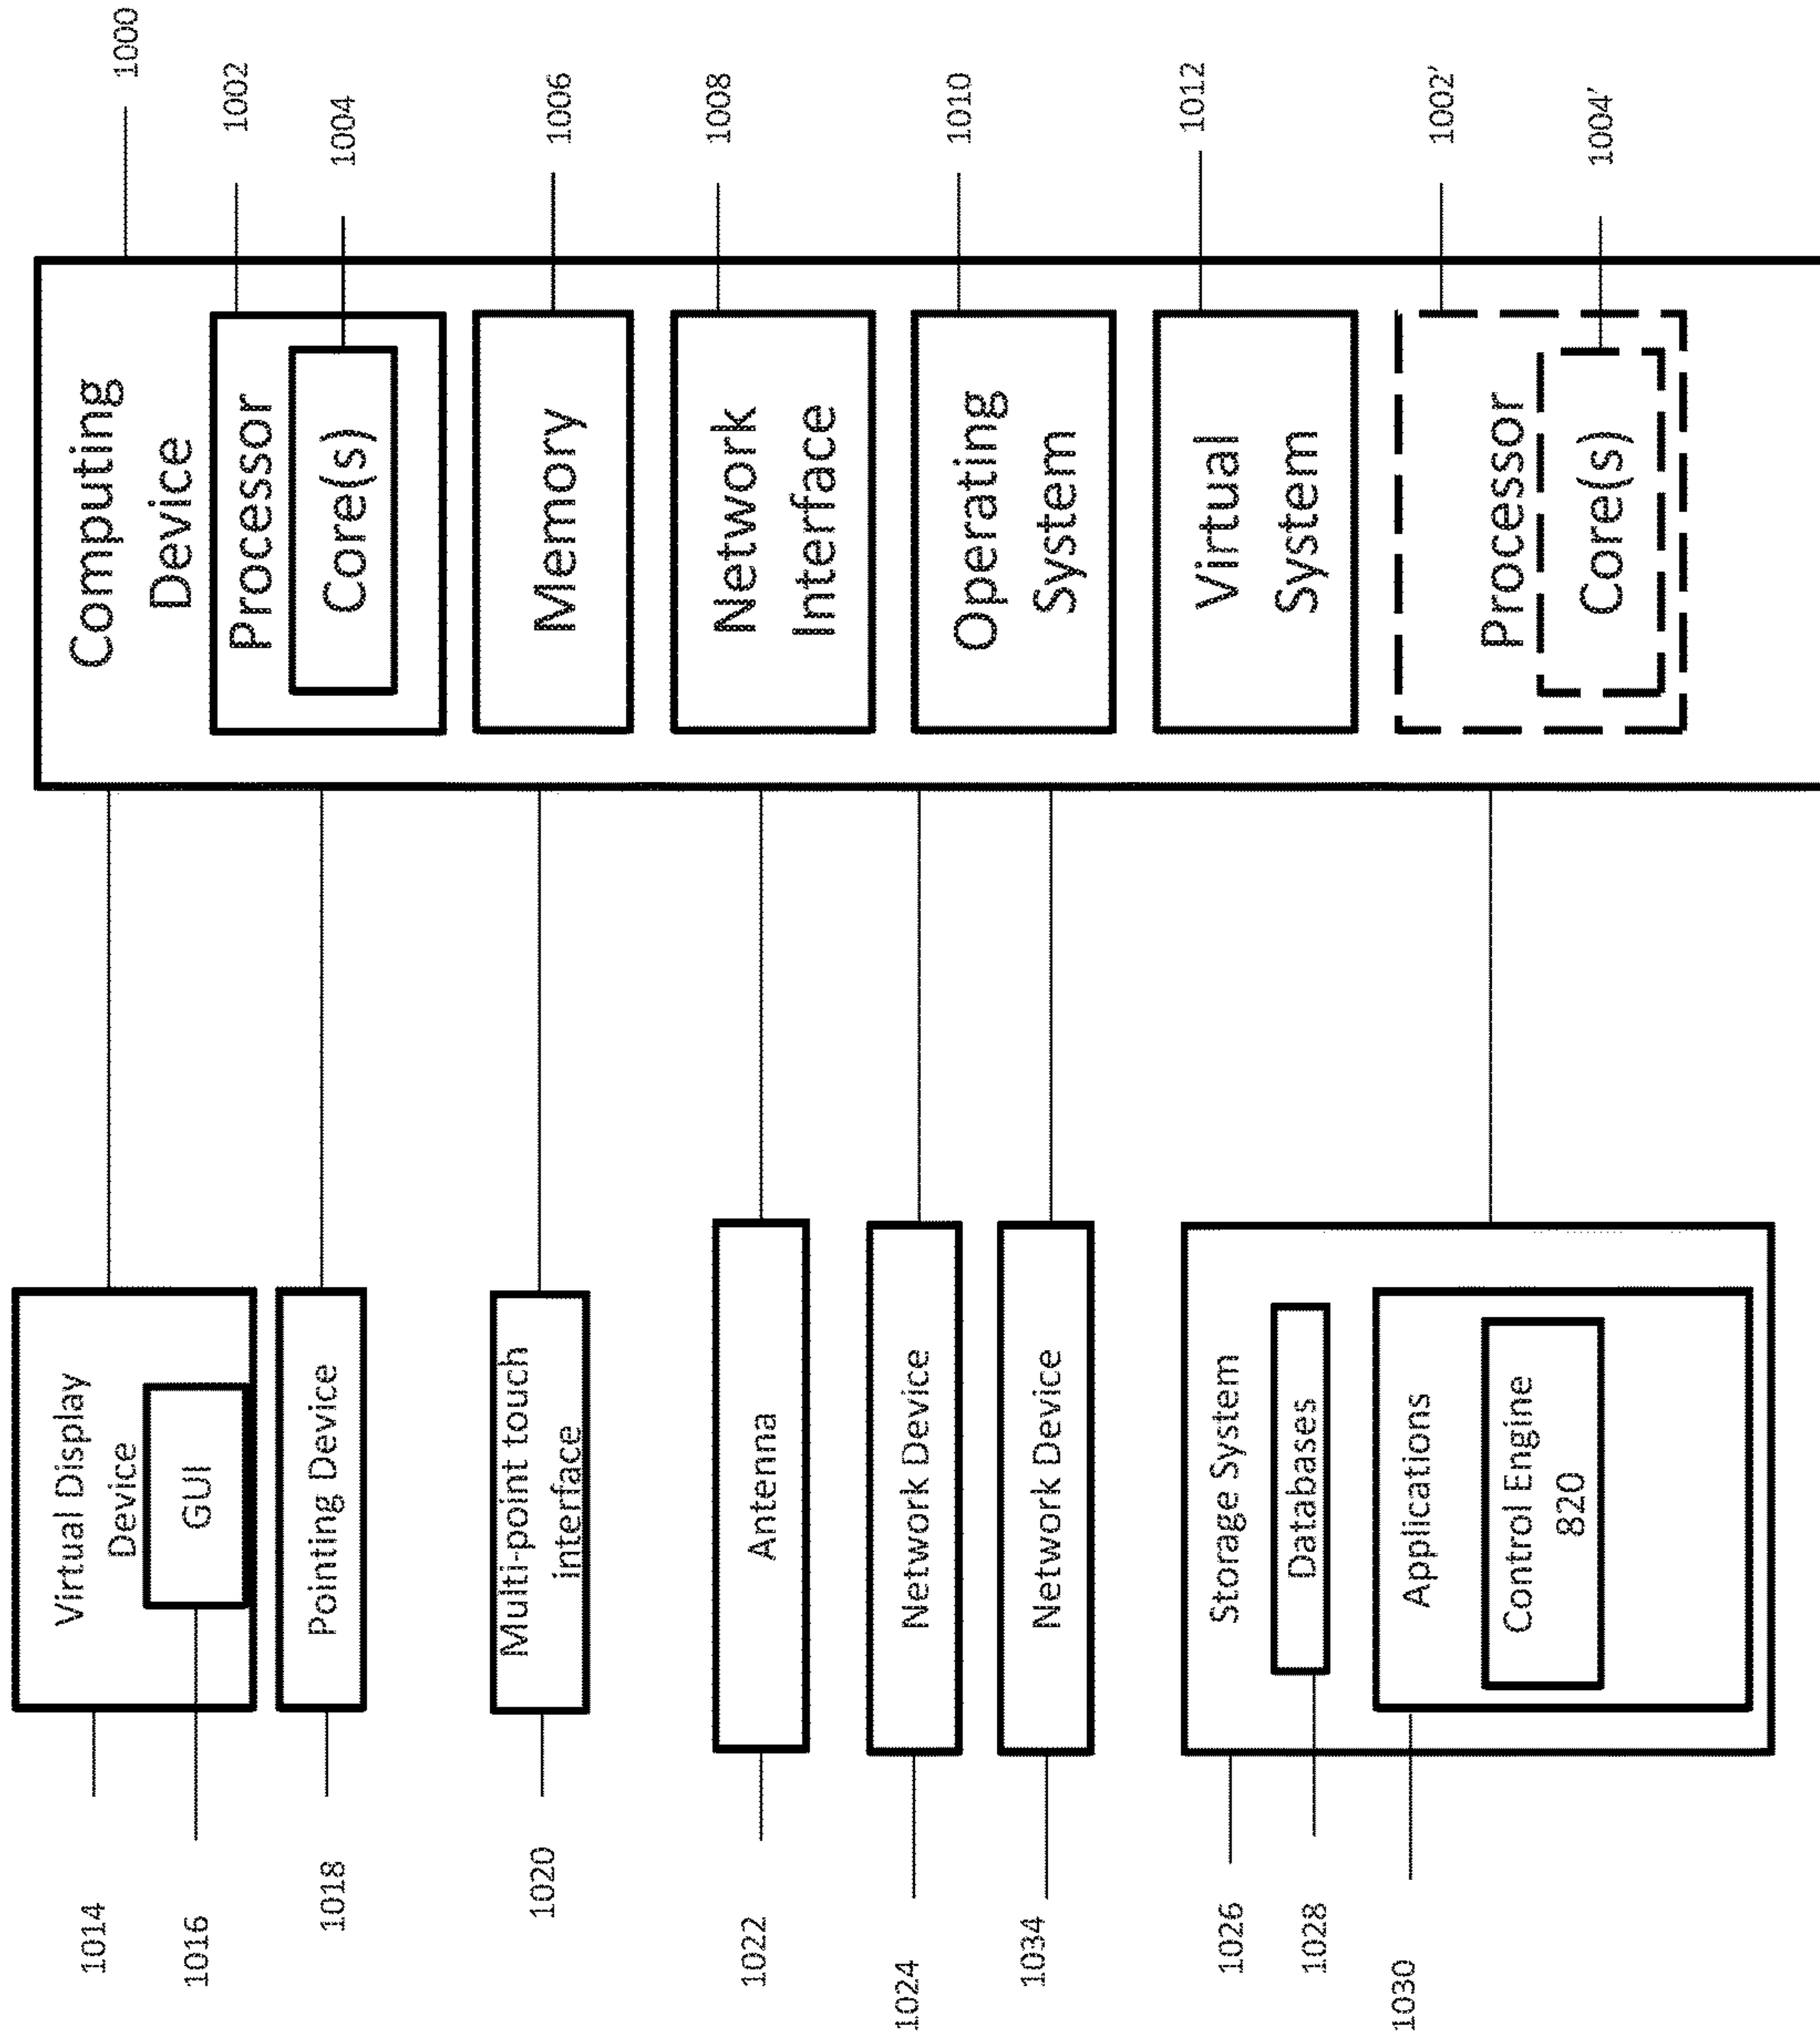 1014
Virtual Display
Device
1016
GUI
1018
Pointing Device
1020
Multi-point touch
interface
1022
Antenna
1024
Network Device
1034
Network Device
1026
Storage System
1028
Databases
1030
Applications
Control Engine
820
Computing
Device
1000
Processor
1002
Core(s)
1004
Memory
1006
Network
Interface
1008
Operating
System
1010
Virtual
System
1012
Processor
1002'
Core(s)
1004'